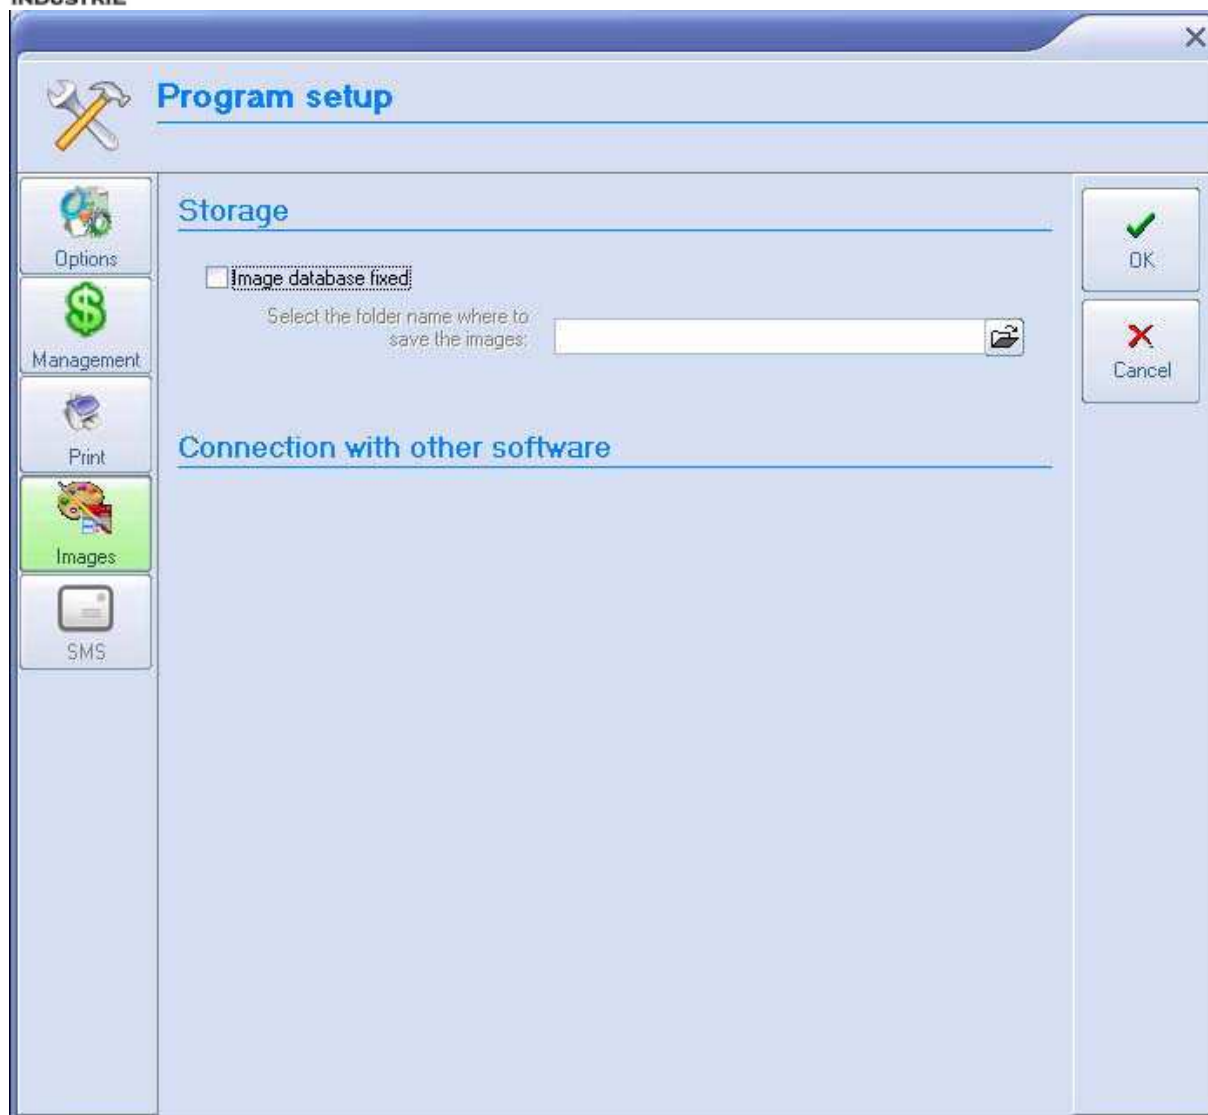 INDUSTRIE
Program setup
Options
Management
Print
Images
SMS
Storage
Image database fixed
Select the folder name where to
save the images:
Connection with other software
OK
Cancel